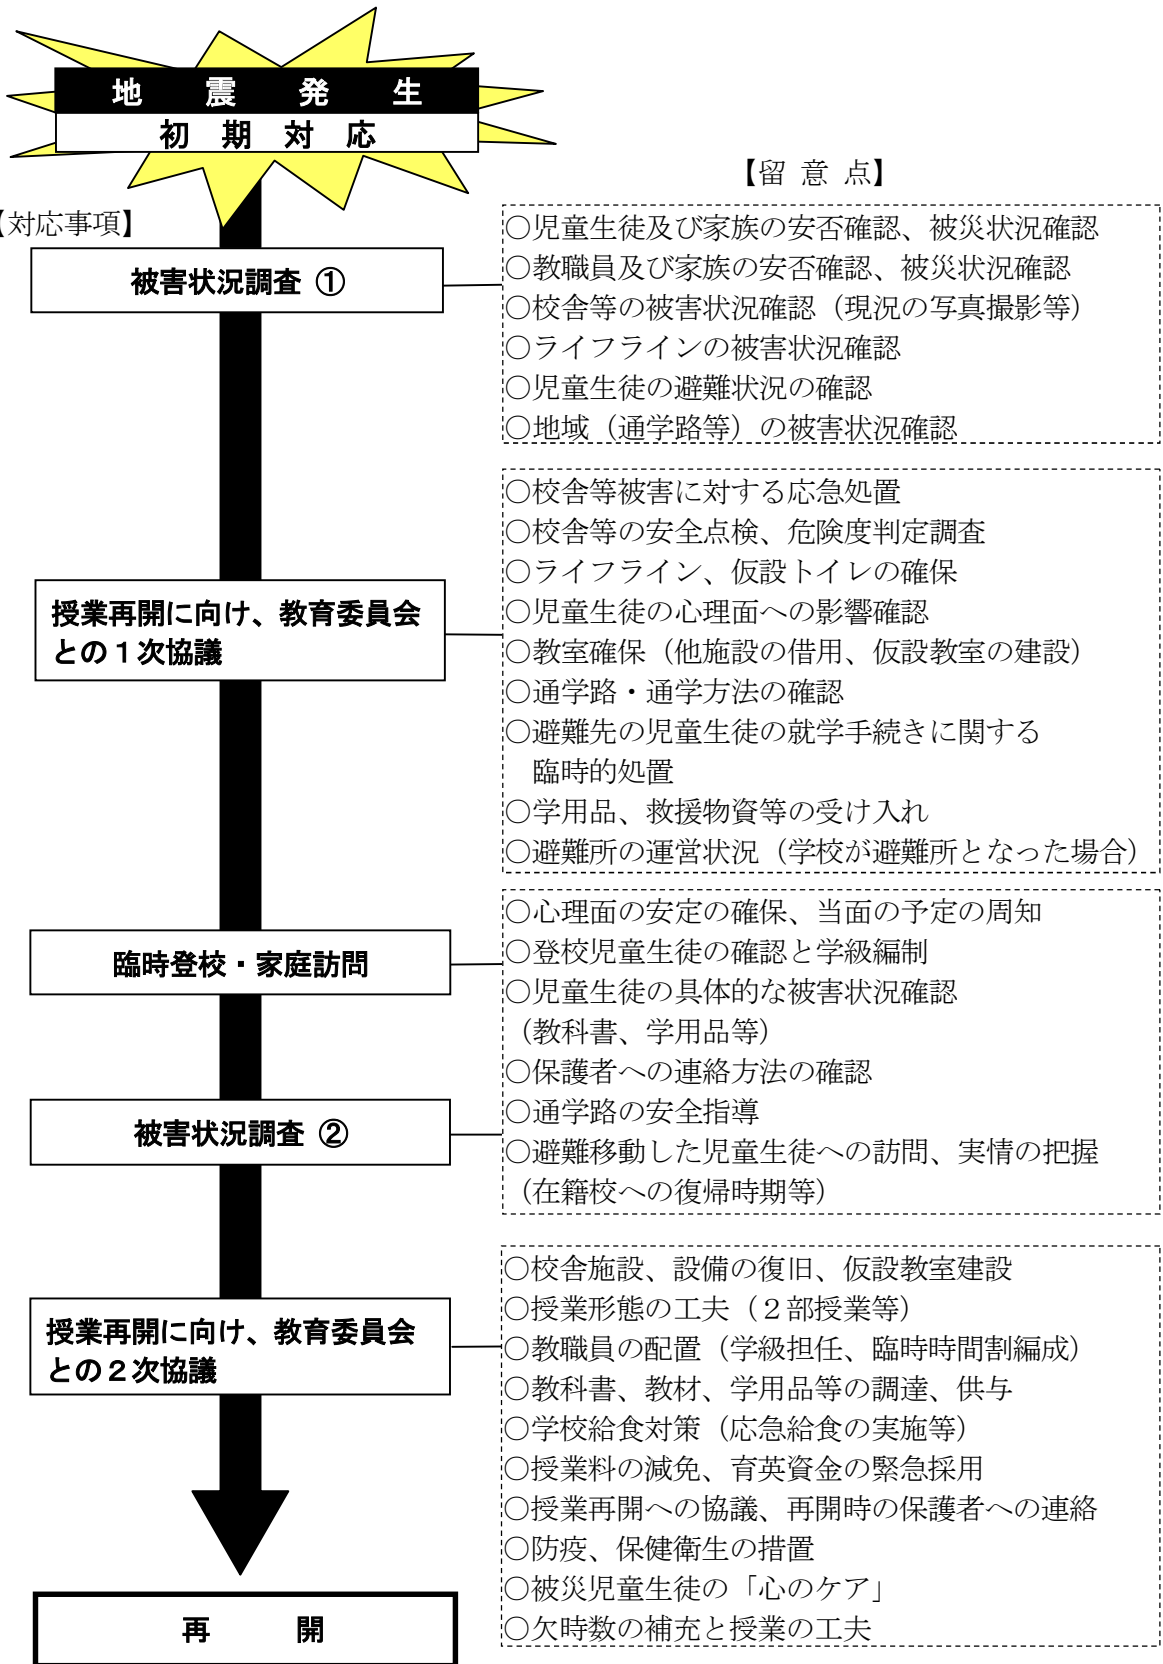 地震発生
初期対応
【留意点】
【対応事項】
被害状況調査 ①
○児童生徒及び家族の安否確認、被災状況確認
○教職員及び家族の安否確認、被災状況確認
○校舎等の被害状況確認（現況の写真撮影等）
○ライフラインの被害状況確認
○児童生徒の避難状況の確認
○地域（通学路等）の被害状況確認
授業再開に向け、教育委員会
との１次協議
○校舎等被害に対する応急処置
○校舎等の安全点検、危険度判定調査
○ライフライン、仮設トイレの確保
○児童生徒の心理面への影響確認
○教室確保（他施設の借用、仮設教室の建設）
○通学路・通学方法の確認
○避難先の児童生徒の就学手続きに関する
臨時的処置
○学用品、救援物資等の受け入れ
○避難所の運営状況（学校が避難所となった場合）
臨時登校・家庭訪問
被害状況調査 ②
○心理面の安定の確保、当面の予定の周知
○登校児童生徒の確認と学級編制
○児童生徒の具体的な被害状況確認
（教科書、学用品等）
○保護者への連絡方法の確認
○通学路の安全指導
○避難移動した児童生徒への訪問、実情の把握
（在籍校への復帰時期等）
授業再開に向け、教育委員会
との２次協議
○校舎施設、設備の復旧、仮設教室建設
○授業形態の工夫（２部授業等）
○教職員の配置（学級担任、臨時時間割編成）
○教科書、教材、学用品等の調達、供与
○学校給食対策（応急給食の実施等）
○授業料の減免、育英資金の緊急採用
○授業再開への協議、再開時の保護者への連絡
○防疫、保健衛生の措置
○被災児童生徒の「心のケア」
○欠時数の補充と授業の工夫
再開